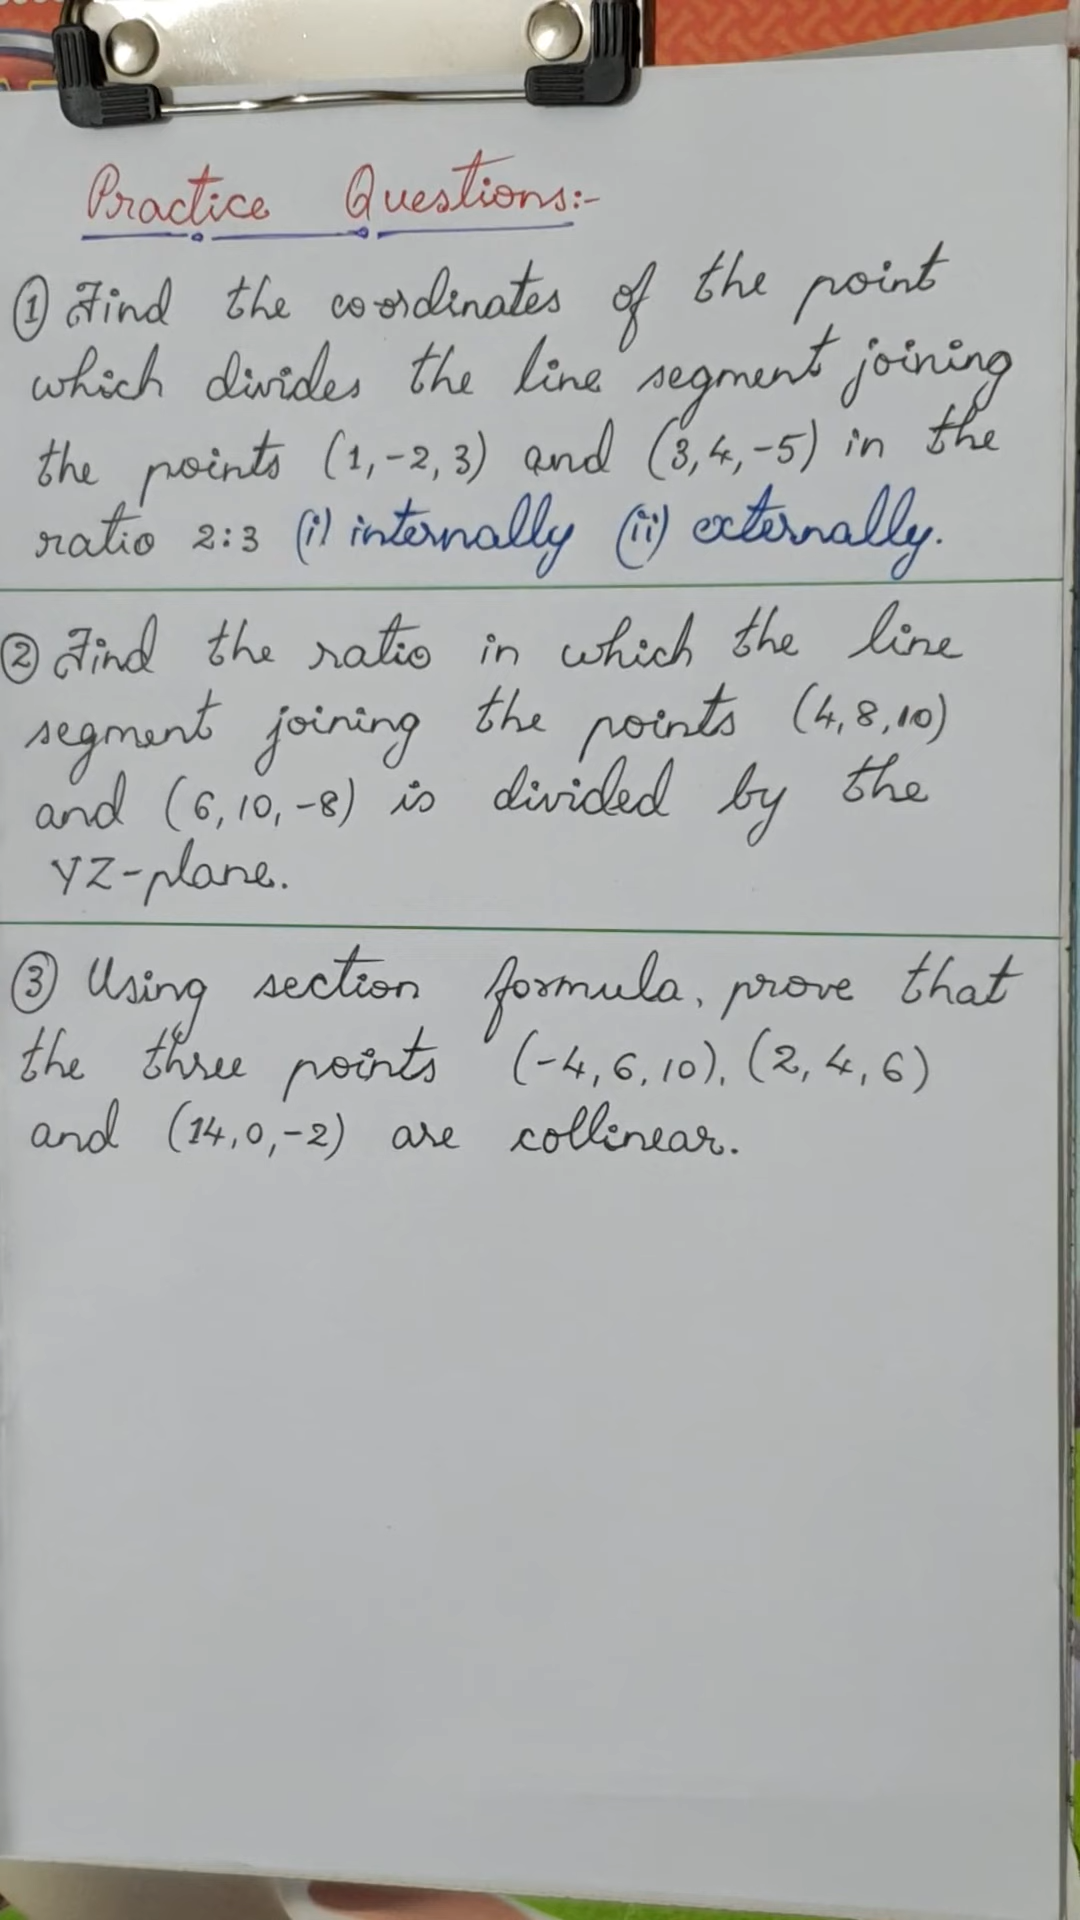 Practice Questions:-
① Find the coordinates of the point
which divides the line segment joining
the points (1,-2,3) and (3,4,-5) in the
ratio 2:3 (i) internally (ii) externally.
② Find the ratio in which the line
segment joining the points (4,8,10)
and (6,10,-8) is divided by the
YZ-plane.
③ Using section formula, prove that
the three points (-4,6,10), (2,4,6)
and (14,0,-2) are collinear.